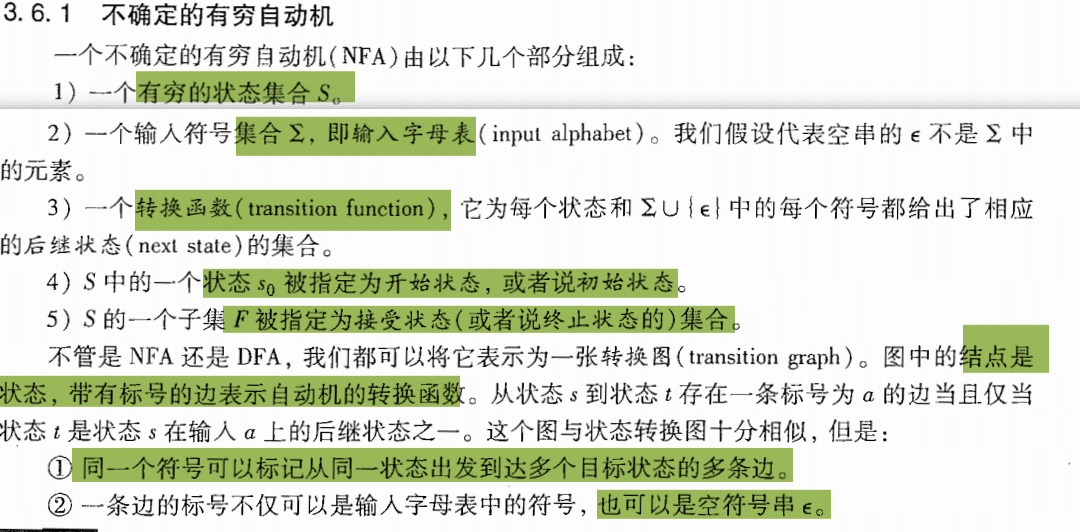 3.6.1 不确定的有穷自动机
一个不确定的有穷自动机(NFA)由以下几个部分组成:
1) 一个有穷的状态集合 S。
2) 一个输入符号集合 Σ, 即输入字母表(input alphabet)。我们假设代表空串的 ϵ 不是 Σ 中
的元素。
3) 一个转换函数(transition function), 它为每个状态和 Σ∪{ϵ}中的每个符号都给出了相应
的后继状态(next state)的集合。
4) S 中的一个状态 s₀ 被指定为开始状态, 或者说初始状态。
5) S 的一个子集 F 被指定为接受状态(或者说终止状态的)集合。
不管是 NFA 还是 DFA, 我们都可以将它表示为一张转换图(transition graph)。图中的结点是
状态, 带有标号的边表示自动机的转换函数。从状态 s 到状态 t 存在一条标号为 a 的边当且仅当
状态 t 是状态 s 在输入 a 上的后继状态之一。这个图与状态转换图十分相似, 但是:
① 同一个符号可以标记从同一状态出发到达多个目标状态的多条边。
② 一条边的标号不仅可以是输入字母表中的符号, 也可以是空符号串 ϵ。